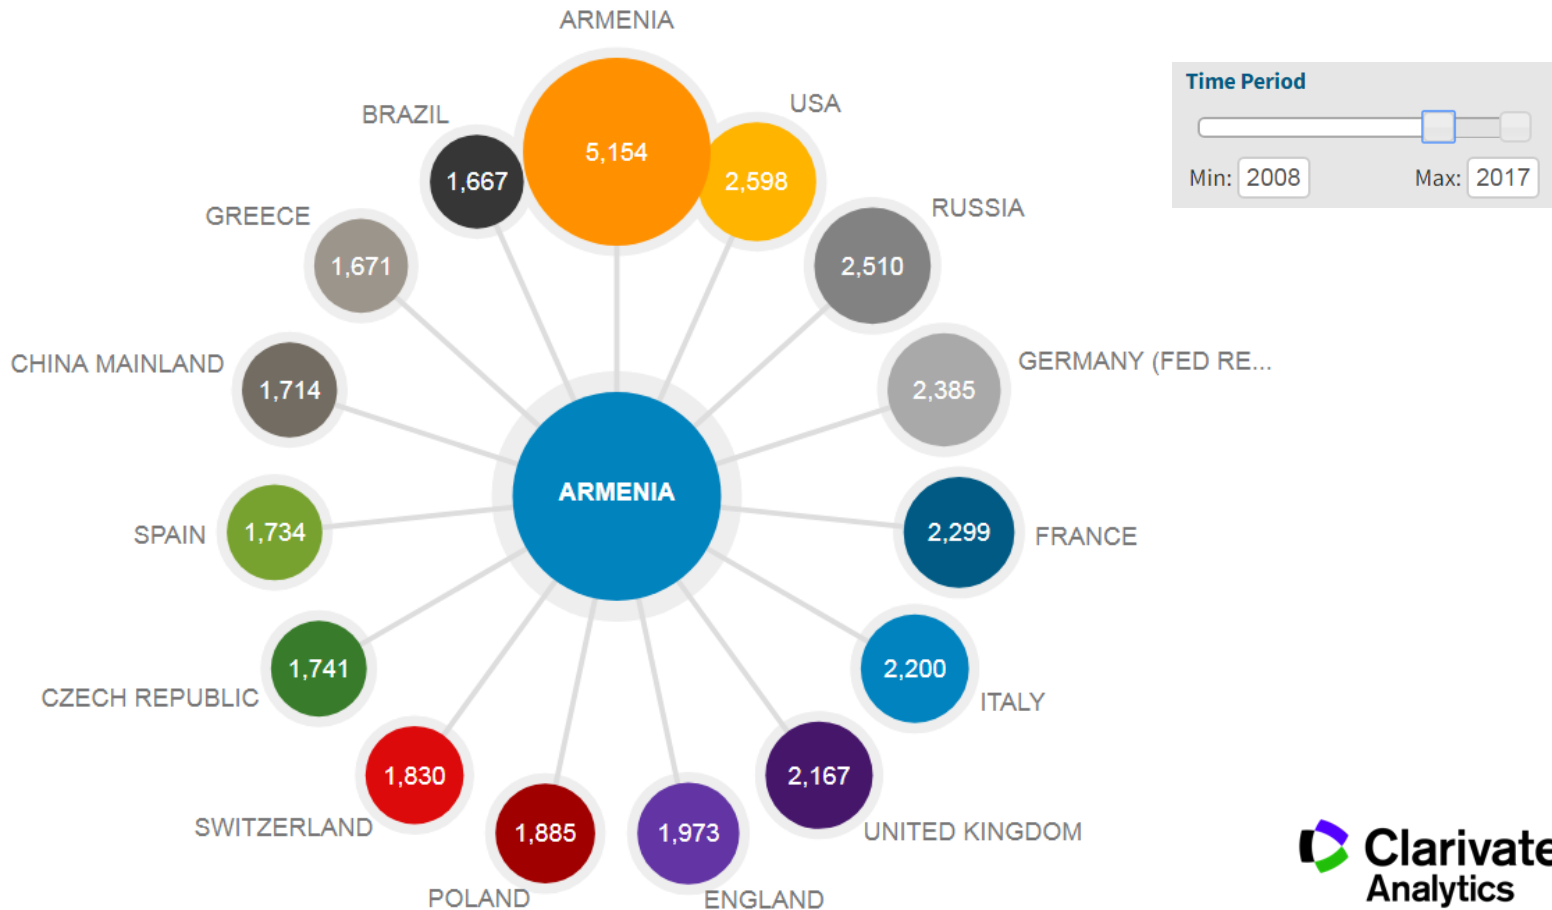 ARMENIA
5,154
USA
2,598
RUSSIA
2,510
GERMANY (FED RE...
2,385
FRANCE
2,299
ITALY
2,200
UNITED KINGDOM
2,167
ENGLAND
1,973
POLAND
1,885
SWITZERLAND
1,830
CZECH REPUBLIC
1,741
SPAIN
1,734
CHINA MAINLAND
1,714
GREECE
1,671
BRAZIL
1,667
ARMENIA
Time Period
Min: 2008 Max: 2017
Clarivate
Analytics